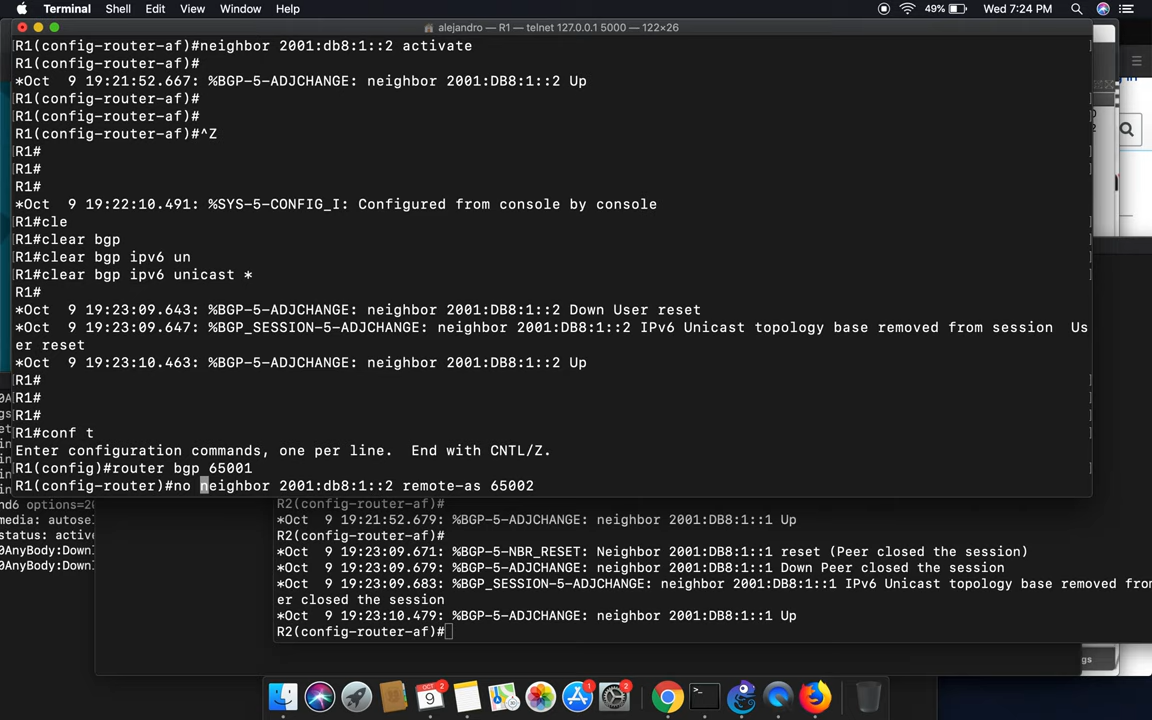 Terminal Shell Edit View Window Help 49% Wed 7:24 PM
alejandro — R1 — telnet 127.0.0.1 5000 — 122×26
R1(config-router-af)#neighbor 2001:db8:1::2 activate
R1(config-router-af)#
*Oct  9 19:21:52.667: %BGP-5-ADJCHANGE: neighbor 2001:DB8:1::2 Up
R1(config-router-af)#
R1(config-router-af)#
R1(config-router-af)#^Z
R1#
R1#
R1#
*Oct  9 19:22:10.491: %SYS-5-CONFIG_I: Configured from console by console
R1#cle
R1#clear bgp
R1#clear bgp ipv6 un
R1#clear bgp ipv6 unicast *
R1#
*Oct  9 19:23:09.643: %BGP-5-ADJCHANGE: neighbor 2001:DB8:1::2 Down User reset
*Oct  9 19:23:09.647: %BGP_SESSION-5-ADJCHANGE: neighbor 2001:DB8:1::2 IPv6 Unicast topology base removed from session  Us
er reset
*Oct  9 19:23:10.463: %BGP-5-ADJCHANGE: neighbor 2001:DB8:1::2 Up
R1#
R1#
R1#
R1#conf t
Enter configuration commands, one per line.  End with CNTL/Z.
R1(config)#router bgp 65001
R1(config-router)#no neighbor 2001:db8:1::2 remote-as 65002
nd6 options=20
media: autosel
status: active
0AnyBody:Downl
0AnyBody:Downl
R2(config-router-af)#
*Oct  9 19:21:52.679: %BGP-5-ADJCHANGE: neighbor 2001:DB8:1::1 Up
R2(config-router-af)#
*Oct  9 19:23:09.671: %BGP-5-NBR_RESET: Neighbor 2001:DB8:1::1 reset (Peer closed the session)
*Oct  9 19:23:09.679: %BGP-5-ADJCHANGE: neighbor 2001:DB8:1::1 Down Peer closed the session
*Oct  9 19:23:09.683: %BGP_SESSION-5-ADJCHANGE: neighbor 2001:DB8:1::1 IPv6 Unicast topology base removed from
er closed the session
*Oct  9 19:23:10.479: %BGP-5-ADJCHANGE: neighbor 2001:DB8:1::1 Up
R2(config-router-af)#
gs
OCT 2
9
1
2